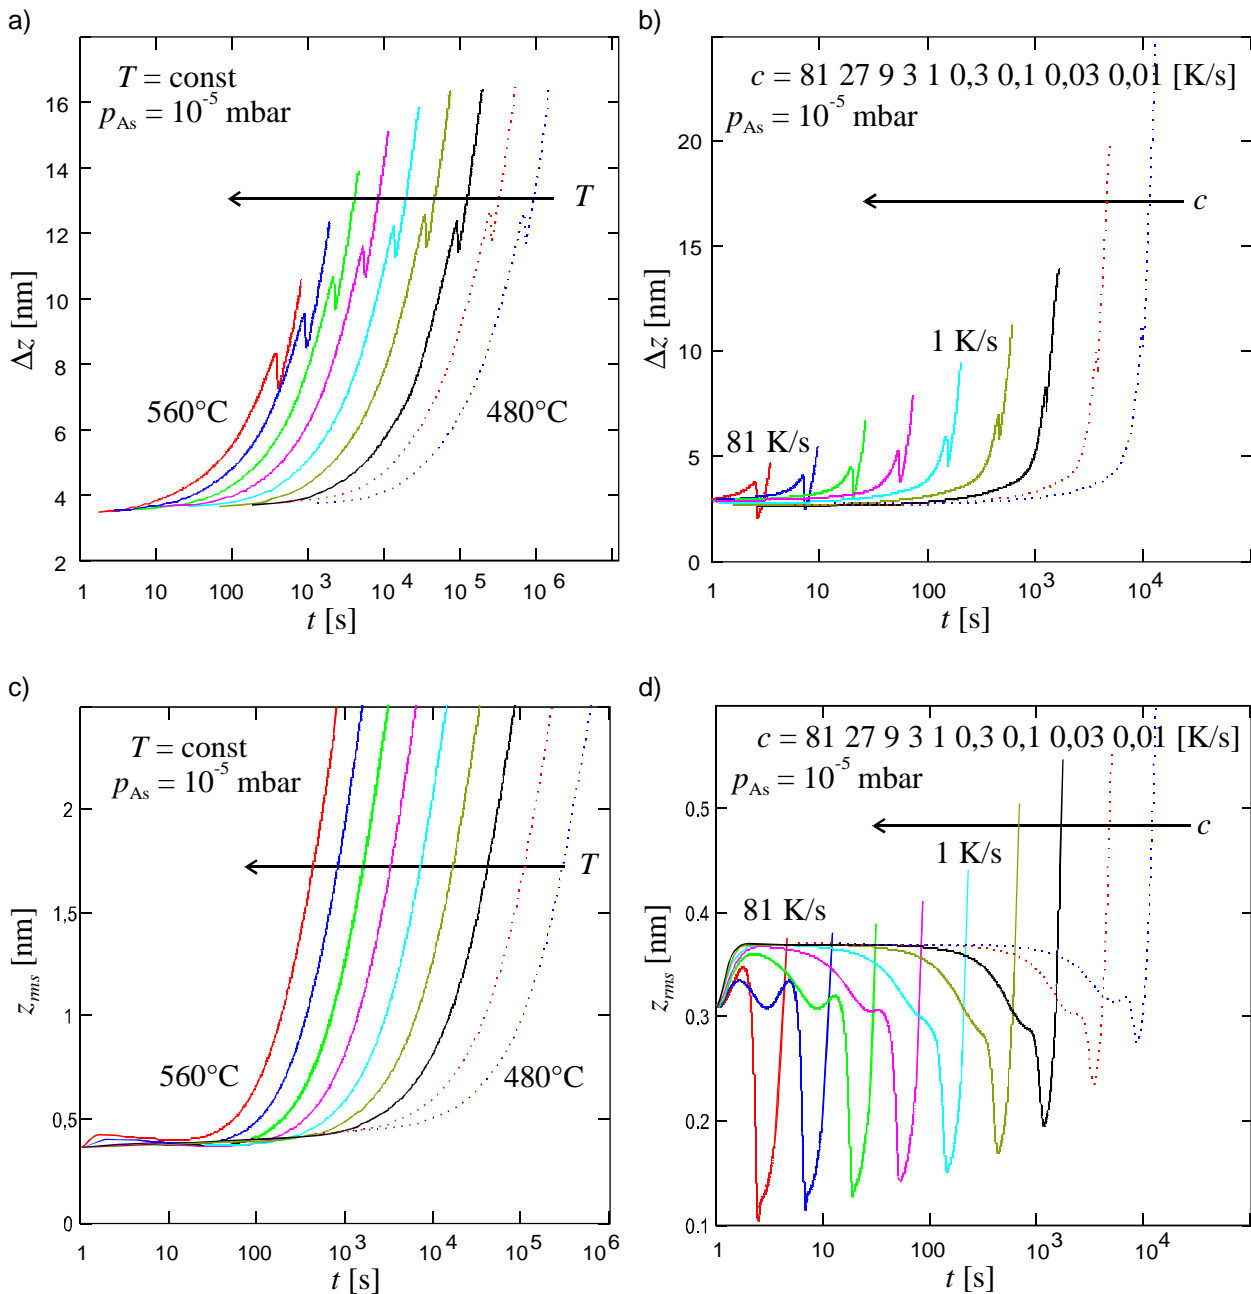 a)
T = const
p_As = 10^-5 mbar
16
14
12
10
8
6
4
2
Δz [nm]
T
560°C
480°C
1 10 100 10^3 10^4 10^5 10^6
t [s]
b)
c = 81 27 9 3 1 0,3 0,1 0,03 0,01 [K/s]
p_As = 10^-5 mbar
20
15
10
5
0
Δz [nm]
c
1 K/s
81 K/s
1 10 100 10^3 10^4
t [s]
c)
T = const
p_As = 10^-5 mbar
2
1.5
1
0.5
0
z_rms [nm]
T
560°C
480°C
1 10 100 10^3 10^4 10^5 10^6
t [s]
d)
c = 81 27 9 3 1 0,3 0,1 0,03 0,01 [K/s]
p_As = 10^-5 mbar
0.5
0.4
0.3
0.2
0.1
z_rms [nm]
c
1 K/s
81 K/s
1 10 100 10^3 10^4
t [s]